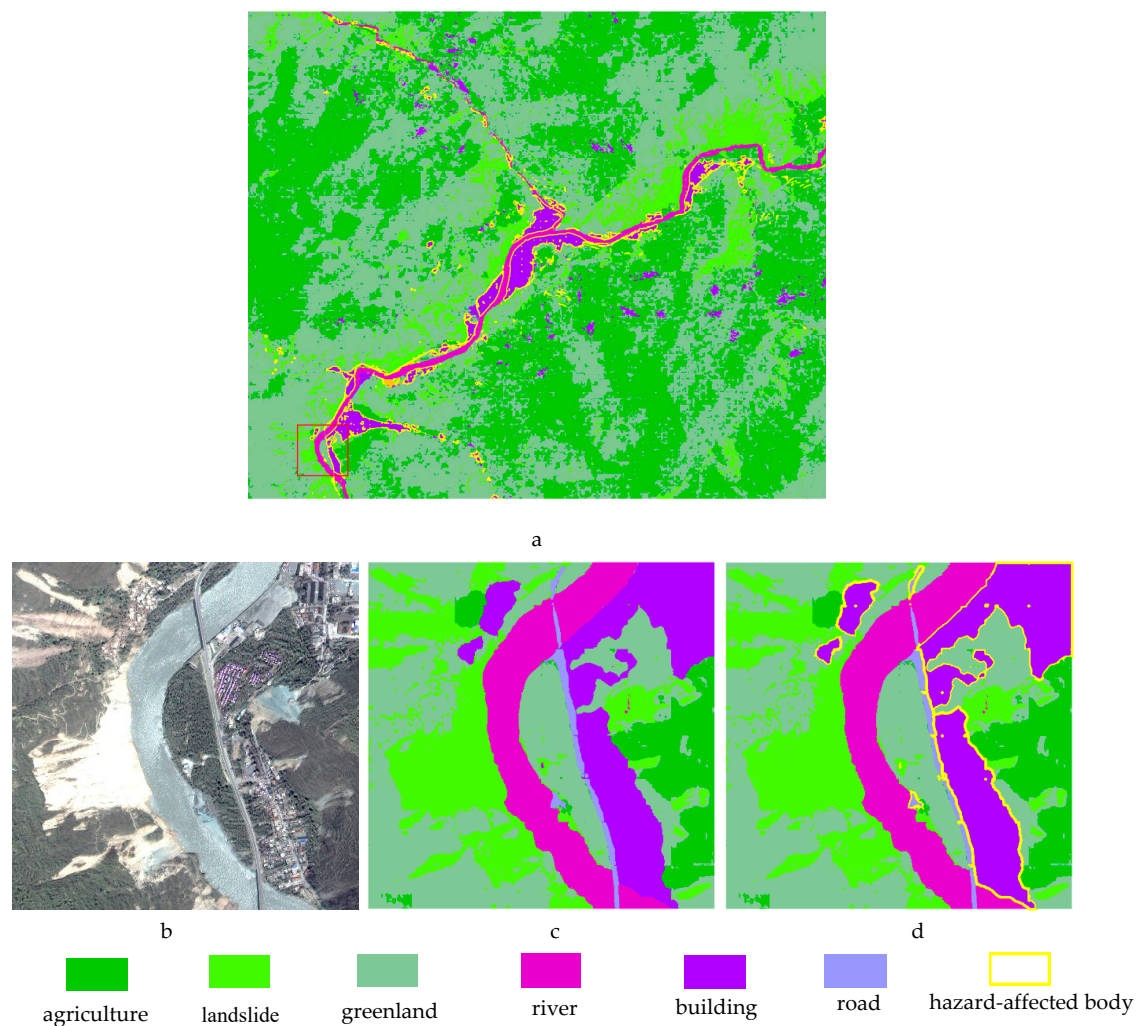 a
b
c
d
agriculture
landslide
greenland
river
building
road
hazard-affected body